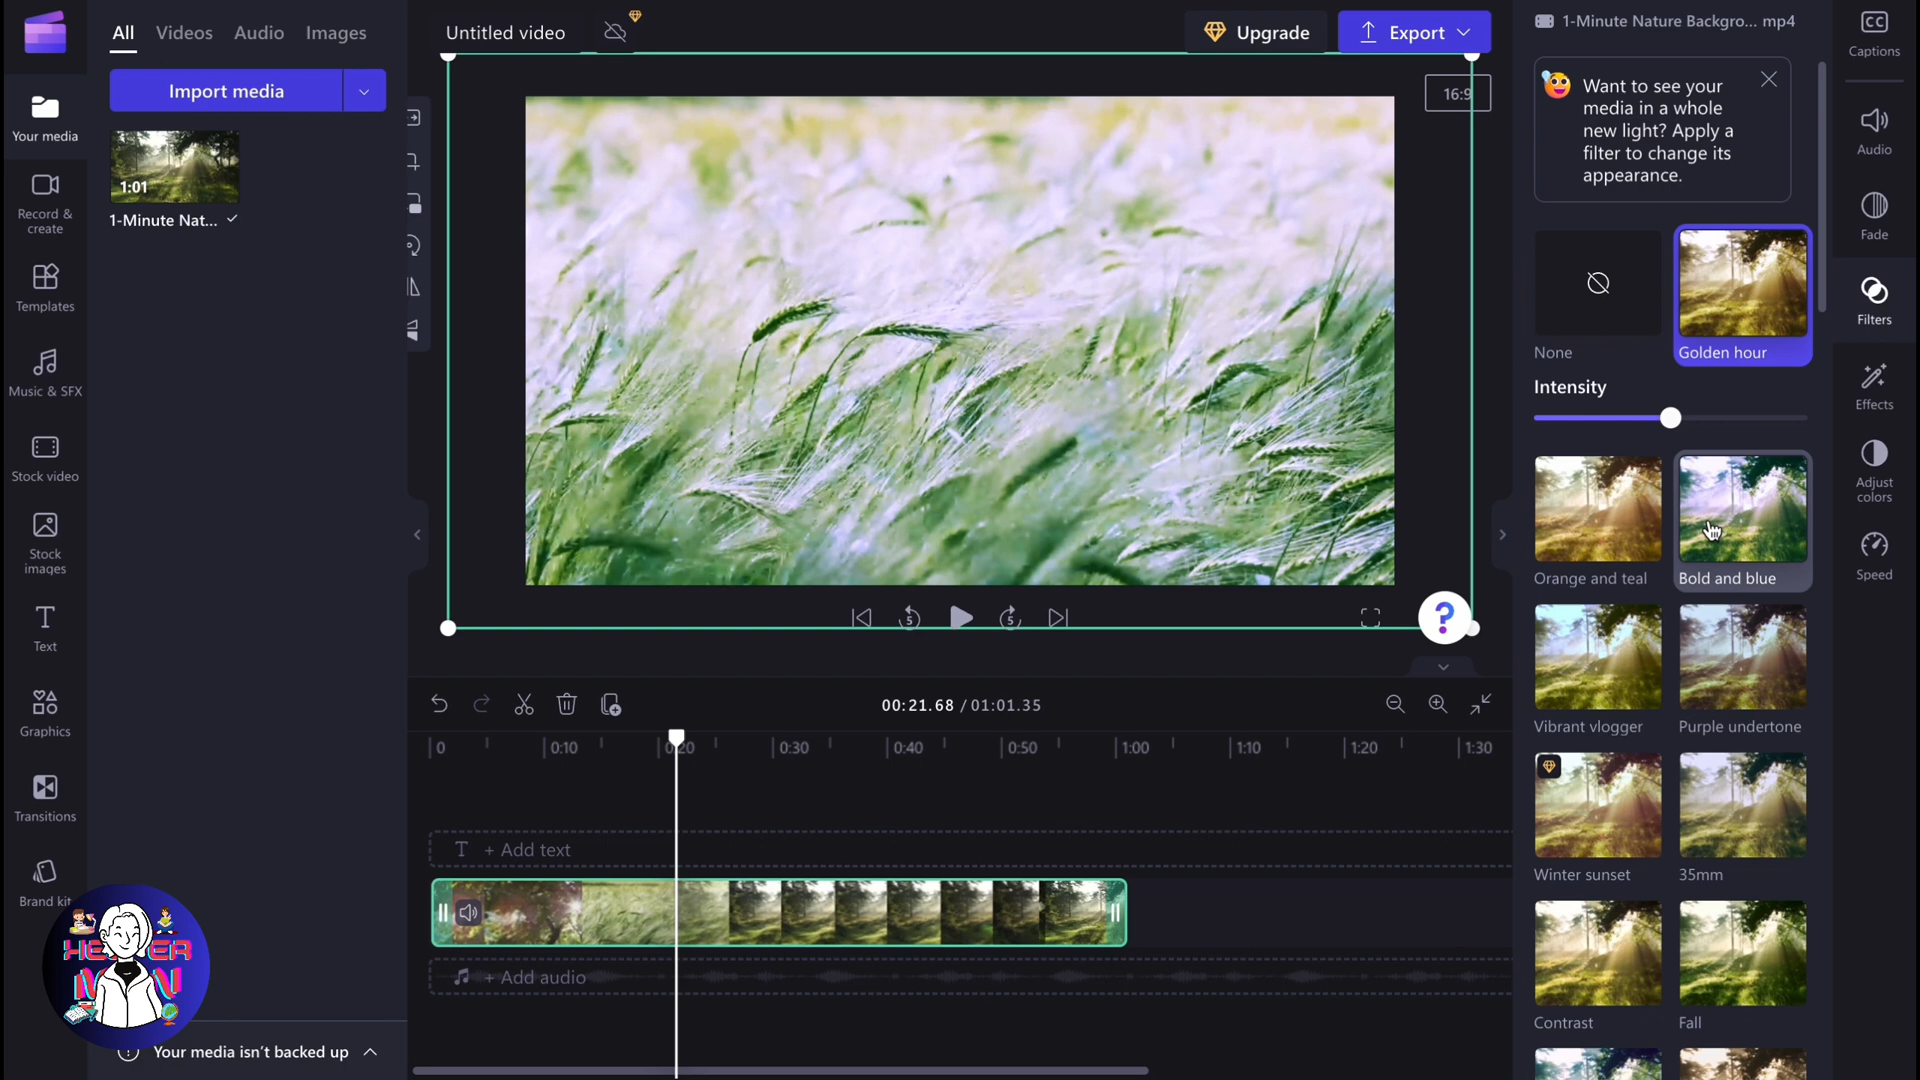 All
Videos
Audio
Images
Import media
1:01
1-Minute Nat...
Your media
Record &
create
Templates
Music & SFX
Stock video
Stock
images
Text
Graphics
Transitions
Brand kit
HELPER
MAN
Your media isn't backed up
Untitled video
Upgrade
Export
16:9
5
5
?
00:21.68 / 01:01.35
0
0:10
0:20
0:30
0:40
0:50
1:00
1:10
1:20
1:30
T + Add text
+ Add audio
1-Minute Nature Backgro... mp4
Want to see your
media in a whole
new light? Apply a
filter to change its
appearance.
None
Golden hour
Intensity
Orange and teal
Bold and blue
Vibrant vlogger
Purple undertone
Winter sunset
35mm
Contrast
Fall
CC
Captions
Audio
Fade
Filters
Effects
Adjust
colors
Speed